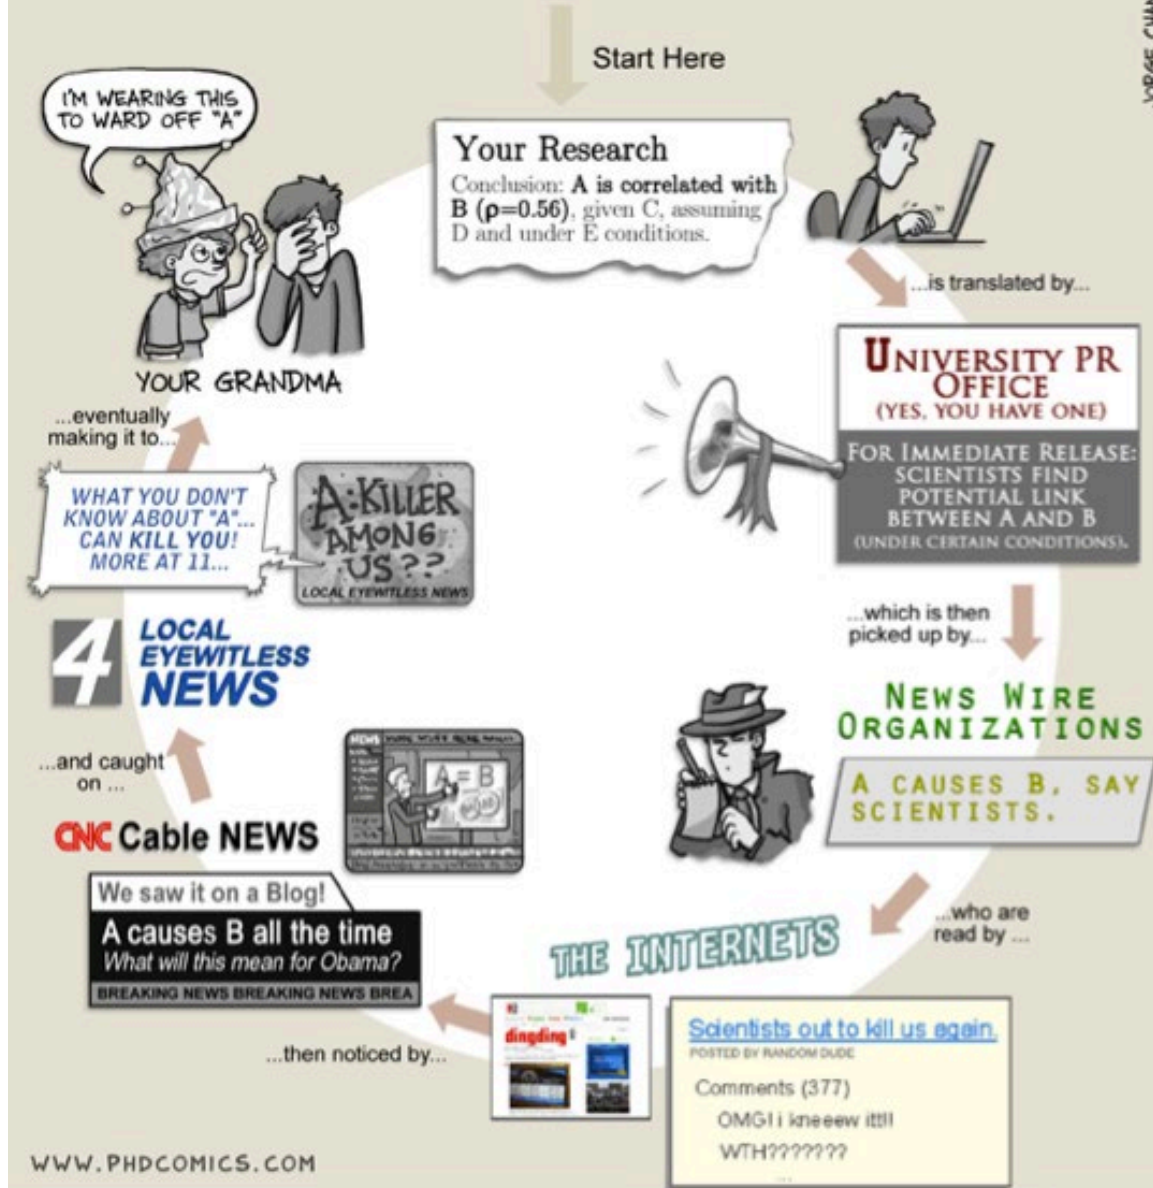 Start Here
JORGE CHAM
Your Research
Conclusion: A is correlated with
B (ρ=0.56), given C, assuming
D and under E conditions.
...is translated by...
UNIVERSITY PR
OFFICE
(YES, YOU HAVE ONE)
FOR IMMEDIATE RELEASE:
SCIENTISTS FIND
POTENTIAL LINK
BETWEEN A AND B
(UNDER CERTAIN CONDITIONS).
...which is then
picked up by...
NEWS WIRE
ORGANIZATIONS
A CAUSES B, SAY
SCIENTISTS.
...who are
read by ...
THE INTERNETS
Scientists out to kill us again.
POSTED BY RANDOM DUDE
Comments (377)
OMG! i kneeew itt!!
WTH???????
dingding
...then noticed by...
We saw it on a Blog!
A causes B all the time
What will this mean for Obama?
BREAKING NEWS BREAKING NEWS BREA
CNC Cable NEWS
NEWS
A = B
...and caught
on ...
4 LOCAL
EYEWITLESS
NEWS
WHAT YOU DON'T
KNOW ABOUT "A"...
CAN KILL YOU!
MORE AT 11...
A:KILLER
AMONG
US??
LOCAL EYEWITLESS NEWS
...eventually
making it to...
YOUR GRANDMA
I'M WEARING THIS
TO WARD OFF "A"
WWW.PHDCOMICS.COM